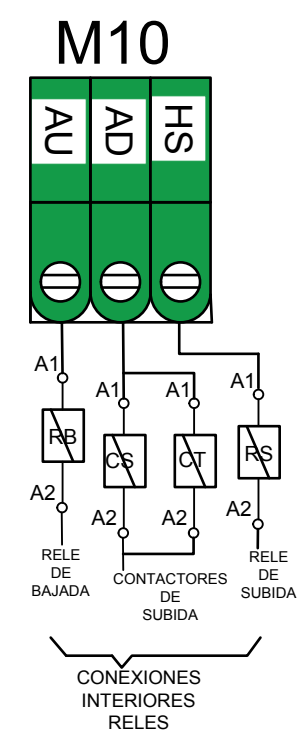 M10
AU AD HS
A1
A1 A1 A1
RB
CS CT RS
A2
A2 A2 A2
RELE
DE
BAJADA
CONTACTORES
DE
SUBIDA
RELE
DE
SUBIDA
CONEXIONES
INTERIORES
RELES